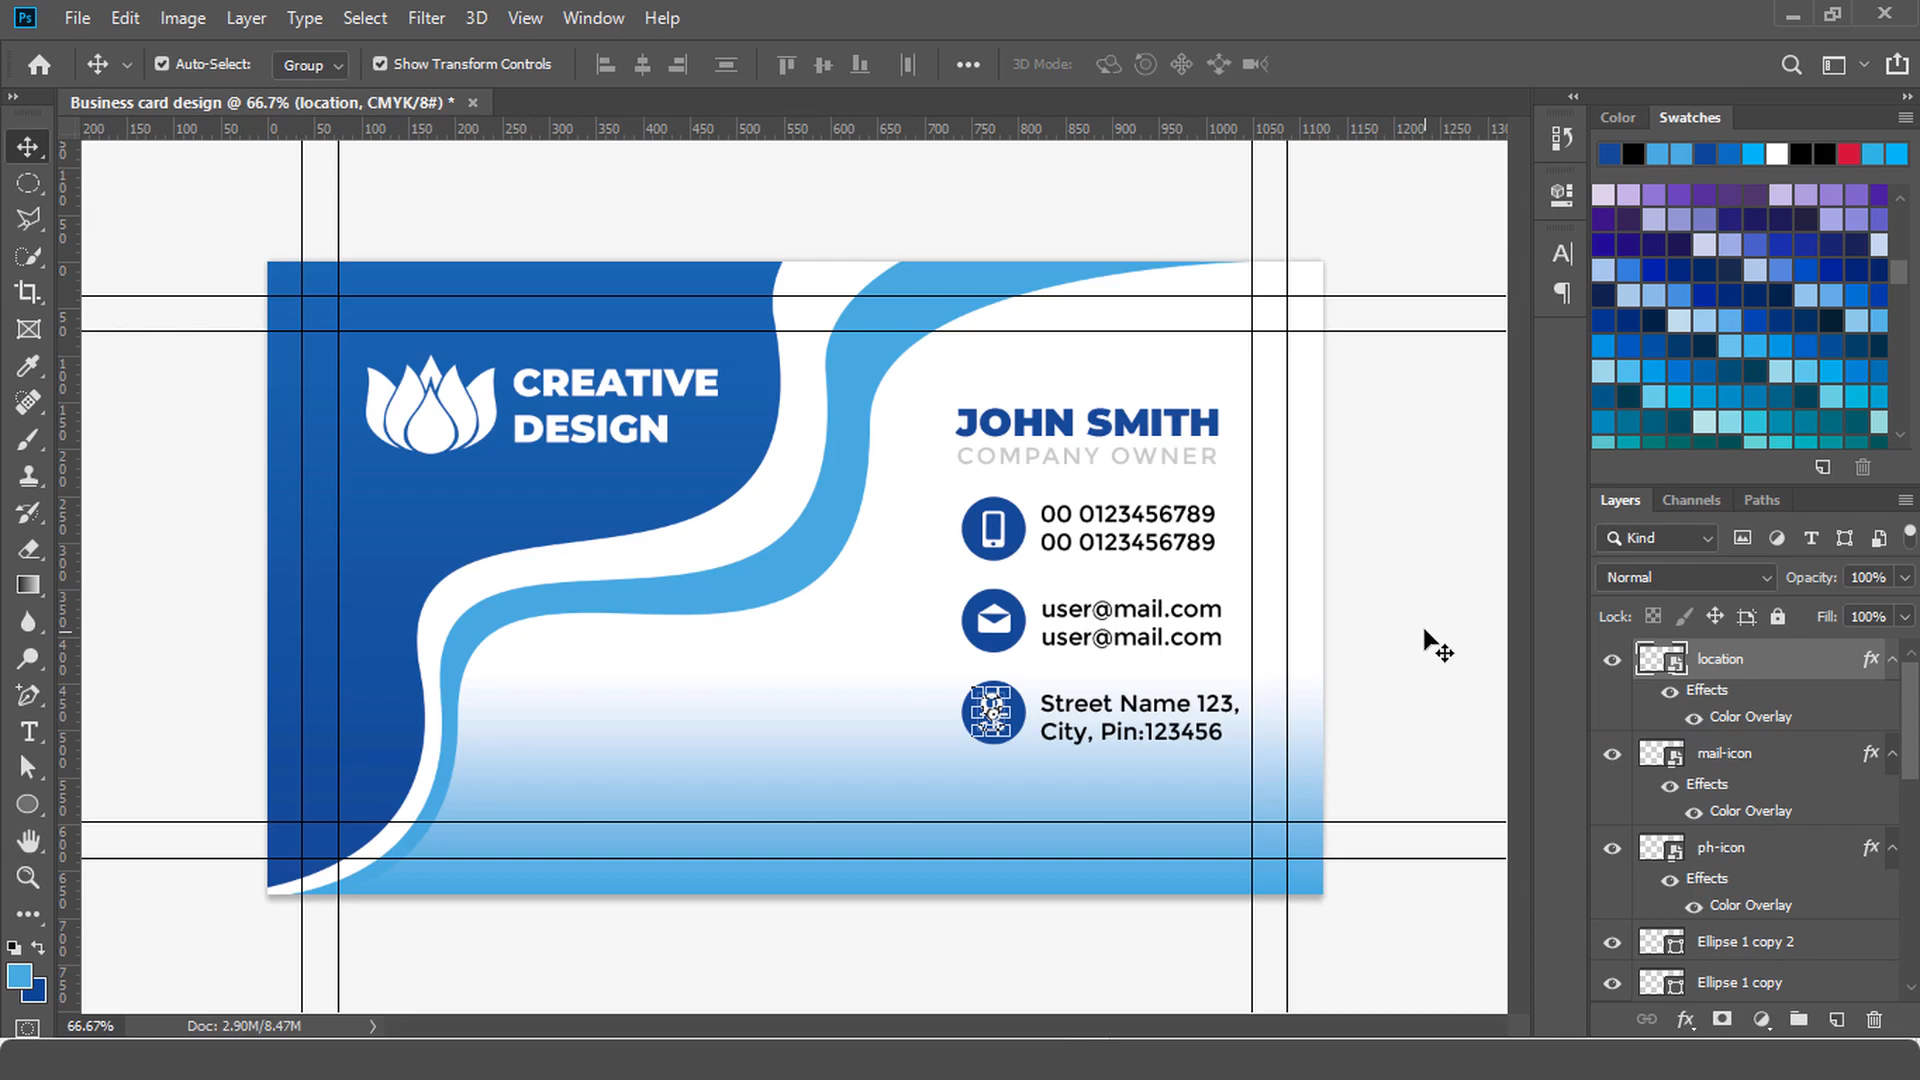 Ps File Edit Image Layer Type Select Filter 3D View Window Help
Auto-Select: Group Show Transform Controls 3D Mode:
Business card design @ 66.7% (location, CMYK/8#) * ×
200 150 100 50 0 50 100 150 200 250 300 350 400 450 500 550 600 650 700 750 800 850 900 950 1000 1050 1100 1150 1200 1250
CREATIVE
DESIGN
JOHN SMITH
COMPANY OWNER
00 0123456789
00 0123456789
user@mail.com
user@mail.com
Street Name 123,
City, Pin:123456
66.67% Doc: 2.90M/8.47M
Color Swatches
Layers Channels Paths
Kind
Normal Opacity: 100%
Lock: Fill: 100%
location fx
Effects
Color Overlay
mail-icon fx
Effects
Color Overlay
ph-icon fx
Effects
Color Overlay
Ellipse 1 copy 2
Ellipse 1 copy
fx